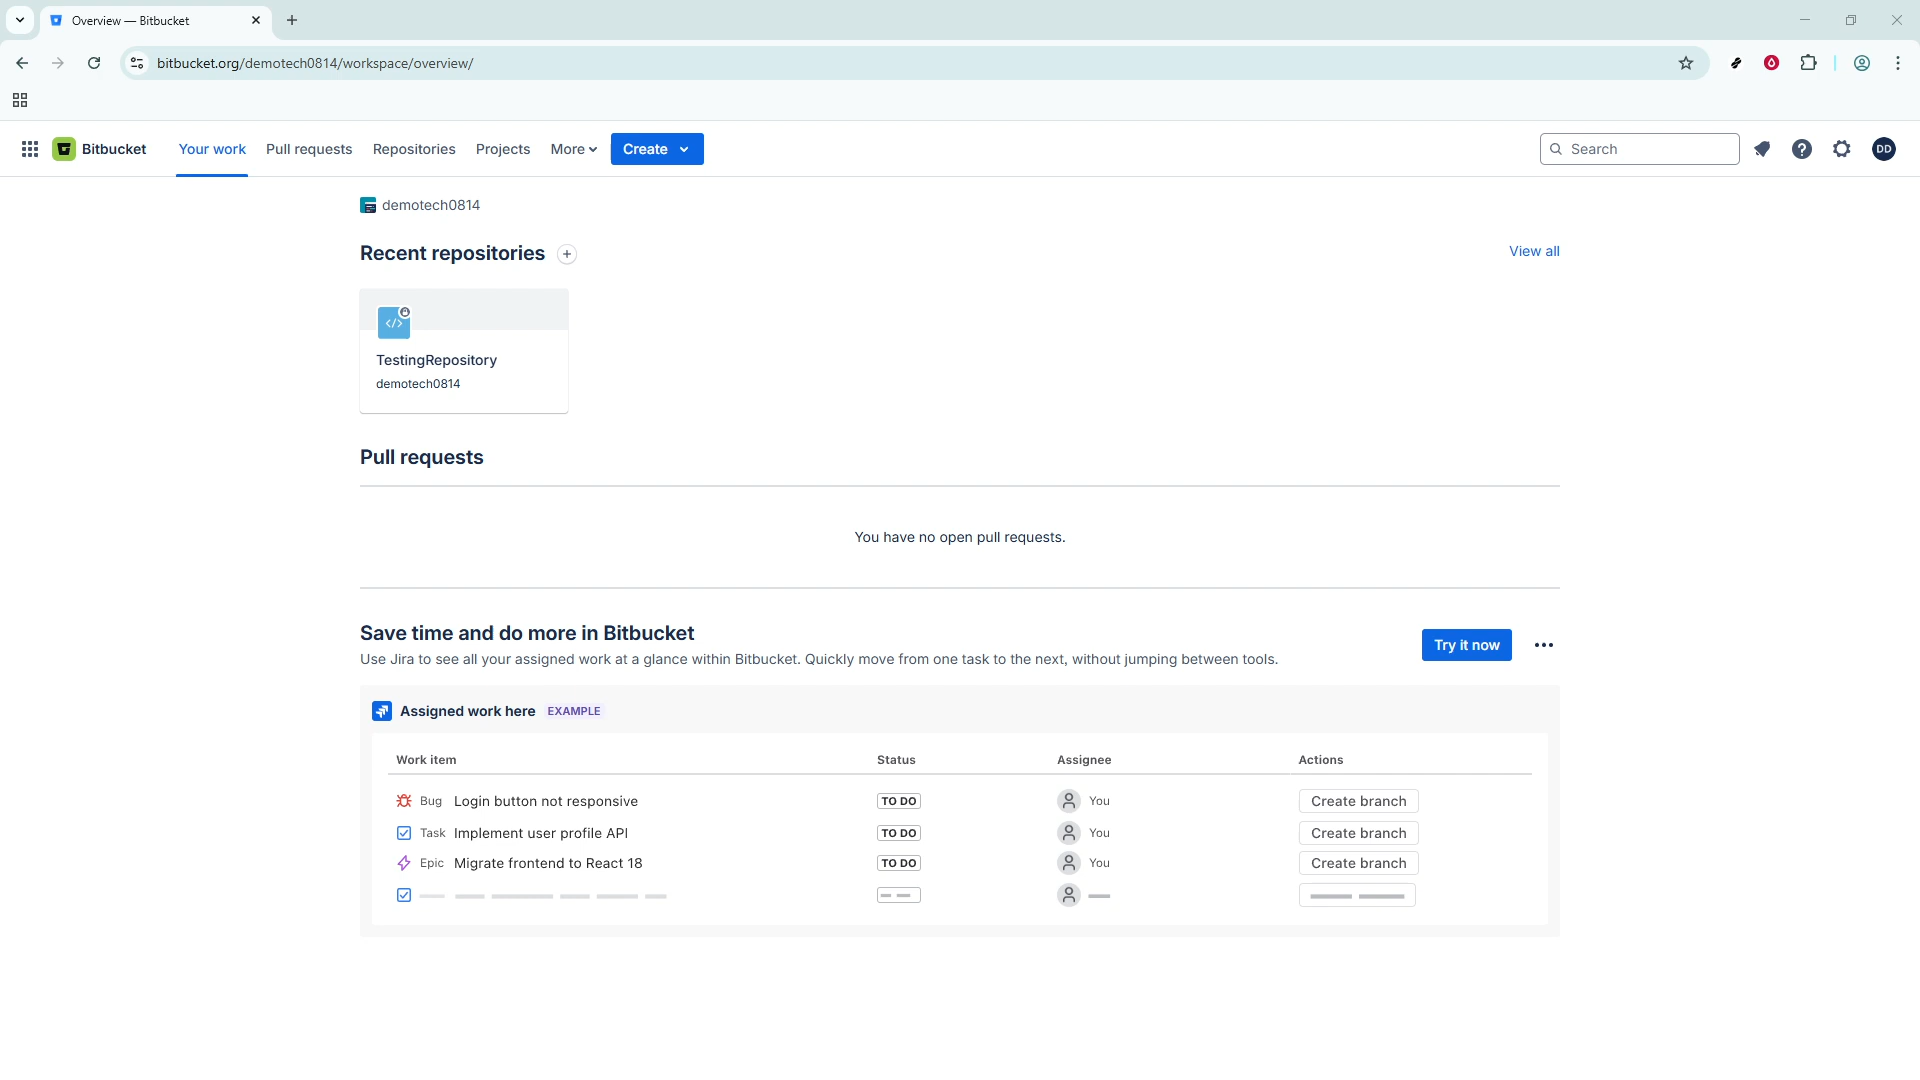 Overview — Bitbucket
bitbucket.org/demotech0814/workspace/overview/
Bitbucket Your work Pull requests Repositories Projects More Create Search DD
demotech0814
Recent repositories View all
</>
TestingRepository
demotech0814
Pull requests
You have no open pull requests.
Save time and do more in Bitbucket
Try it now
Use Jira to see all your assigned work at a glance within Bitbucket. Quickly move from one task to the next, without jumping between tools.
Assigned work here EXAMPLE
Work item Status Assignee Actions
Bug Login button not responsive TO DO You Create branch
Task Implement user profile API TO DO You Create branch
Epic Migrate frontend to React 18 TO DO You Create branch